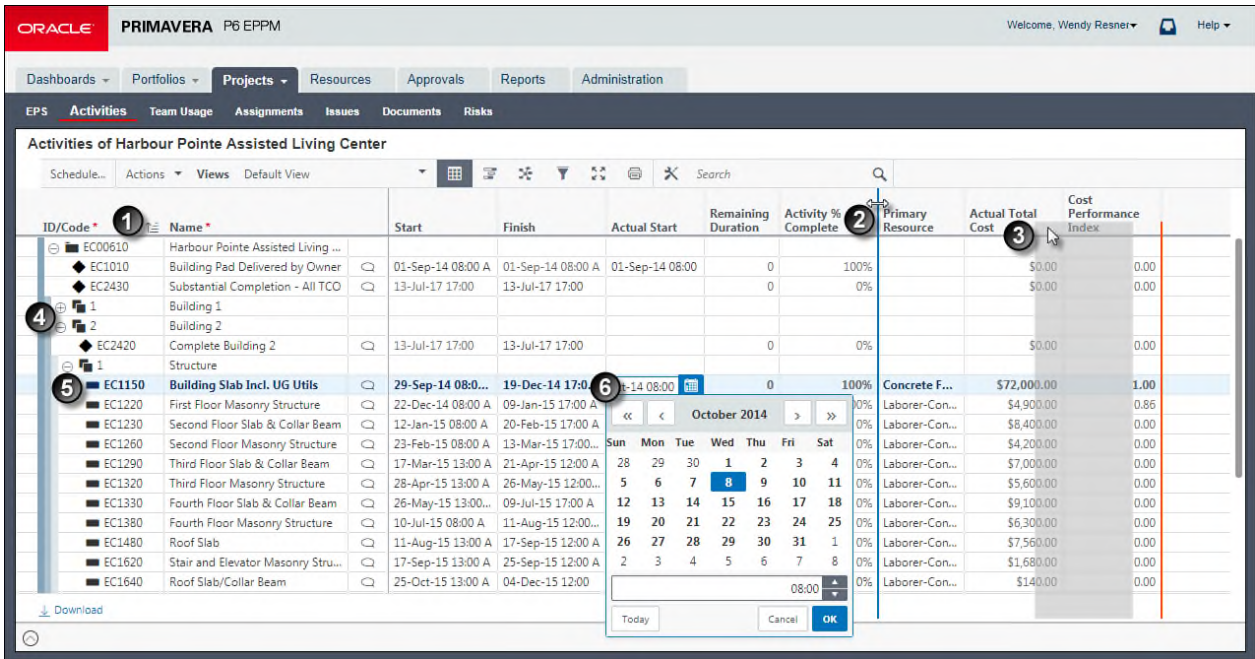 ORACLE PRIMAVERA P6 EPPM Welcome, Wendy Resner Help
Dashboards Portfolios Projects Resources Approvals Reports Administration
EPS Activities Team Usage Assignments Issues Documents Risks
Activities of Harbour Pointe Assisted Living Center
Schedule... Actions Views Default View Search
ID/Code * 1 Name * Start Finish Actual Start Remaining Duration Activity % Complete 2 Primary Resource Actual Total Cost 3 Cost Performance Index
EC00610 Harbour Pointe Assisted Living ...
EC1010 Building Pad Delivered by Owner 01-Sep-14 08:00 A 01-Sep-14 08:00 A 01-Sep-14 08:00 0 100% $0.00 0.00
EC2430 Substantial Completion - All TCO 13-Jul-17 17:00 13-Jul-17 17:00 0 0% $0.00 0.00
4 1 Building 1
2 Building 2
EC2420 Complete Building 2 13-Jul-17 17:00 13-Jul-17 17:00 0 0% $0.00 0.00
1 Structure
5 EC1150 Building Slab Incl. UG Utils 29-Sep-14 08:0... 19-Dec-14 17:0... 6 t-14 08:00 0 100% Concrete F... $72,000.00 1.00
EC1220 First Floor Masonry Structure 22-Dec-14 08:00 A 09-Jan-15 17:00 A 00% Laborer-Con... $4,900.00 0.86
EC1230 Second Floor Slab & Collar Beam 12-Jan-15 08:00 A 20-Feb-15 17:00 A 0% Laborer-Con... $8,400.00 0.00
EC1260 Second Floor Masonry Structure 23-Feb-15 08:00 A 13-Mar-15 17:00... 0% Laborer-Con... $4,200.00 0.00
EC1290 Third Floor Slab & Collar Beam 17-Mar-15 13:00 A 21-Apr-15 12:00 A 0% Laborer-Con... $7,000.00 0.00
EC1320 Third Floor Masonry Structure 28-Apr-15 13:00 A 26-May-15 12:00... 0% Laborer-Con... $5,600.00 0.00
EC1330 Fourth Floor Slab & Collar Beam 26-May-15 13:00... 09-Jul-15 17:00 A 0% Laborer-Con... $9,100.00 0.00
EC1380 Fourth Floor Masonry Structure 10-Jul-15 08:00 A 11-Aug-15 12:00... 0% Laborer-Con... $6,300.00 0.00
EC1480 Roof Slab 11-Aug-15 13:00 A 17-Sep-15 12:00 A 0% Laborer-Con... $7,560.00 0.00
EC1620 Stair and Elevator Masonry Stru... 17-Sep-15 13:00 A 25-Sep-15 12:00 A 0% Laborer-Con... $1,680.00 0.00
EC1640 Roof Slab/Collar Beam 25-Oct-15 13:00 A 04-Dec-15 12:00 0% Laborer-Con... $140.00 0.00
« ‹ October 2014 › »
Sun Mon Tue Wed Thu Fri Sat
28 29 30 1 2 3 4
5 6 7 8 9 10 11
12 13 14 15 16 17 18
19 20 21 22 23 24 25
26 27 28 29 30 31 1
2 3 4 5 6 7 8
08:00
Today Cancel OK
Download